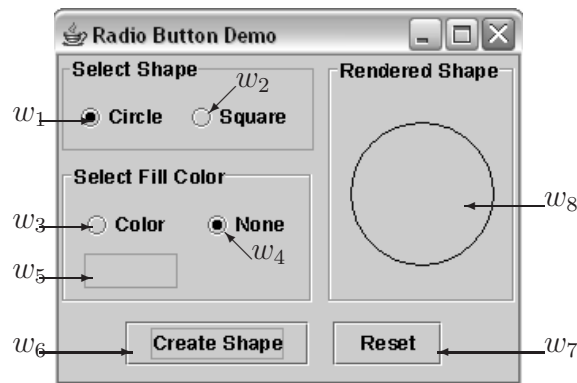 Radio Button Demo
Select Shape
Rendered Shape
w2
w1 Circle Square
w8
Select Fill Color
w3 Color None
w4
w5
w6 Create Shape Reset w7